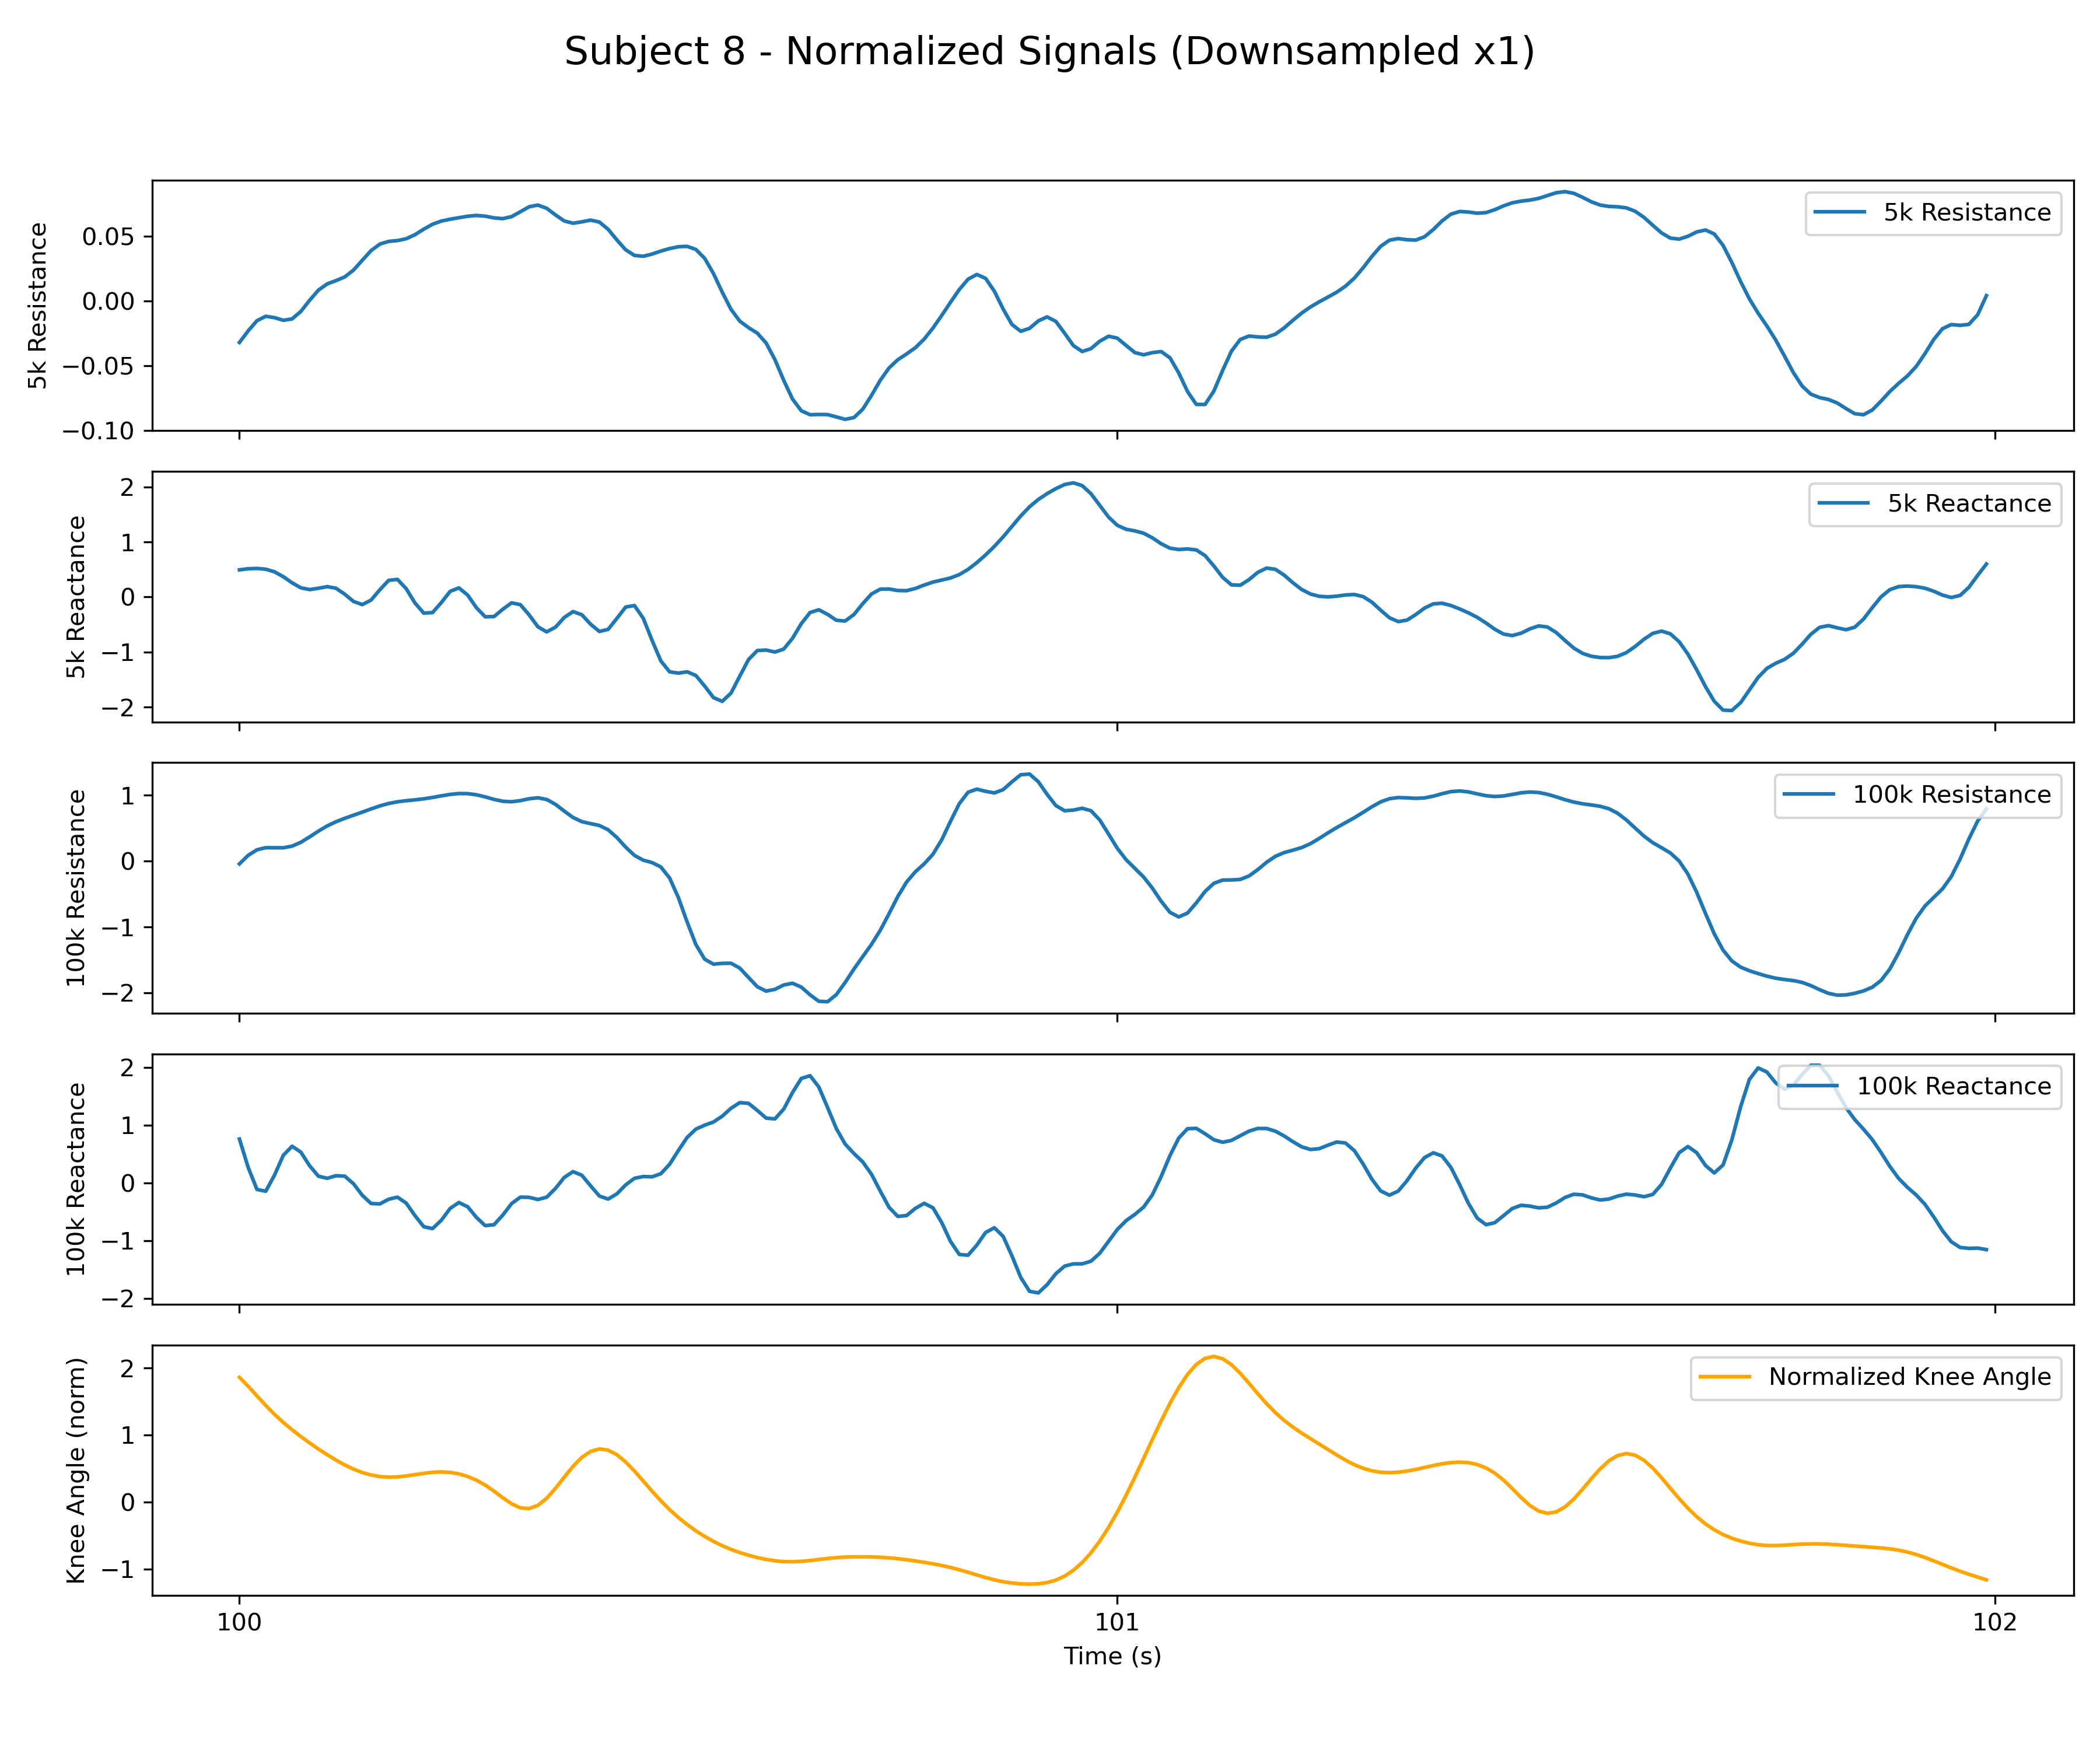 Subject 8 - Normalized Signals (Downsampled x1)
5k Resistance
0.05
0.00
−0.05
−0.10
5k Resistance
5k Reactance
2
1
0
−1
−2
5k Reactance
100k Resistance
1
0
−1
−2
100k Resistance
100k Reactance
2
1
0
−1
−2
100k Reactance
Knee Angle (norm)
2
1
0
−1
Normalized Knee Angle
100 101 102
Time (s)